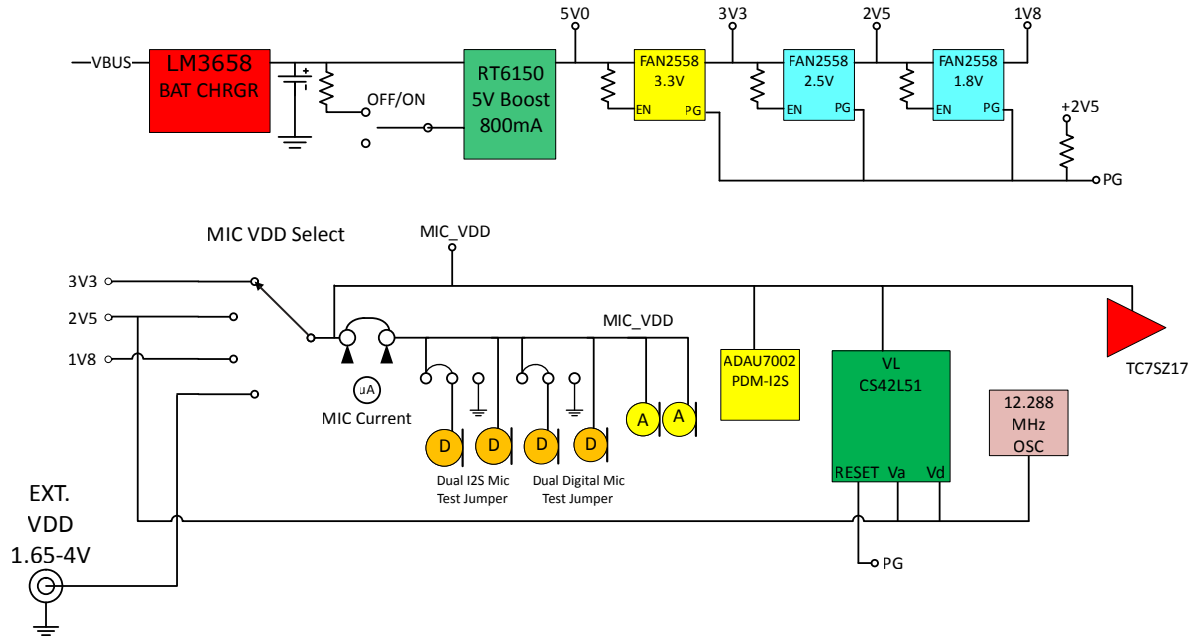 5V0
3V3
2V5
1V8
VBUS
LM3658
BAT CHRGR
OFF/ON
RT6150
5V Boost
800mA
FAN2558
3.3V
EN
PG
FAN2558
2.5V
EN
PG
FAN2558
1.8V
EN
PG
+2V5
PG
MIC VDD Select
MIC_VDD
3V3
2V5
1V8
MIC_VDD
uA
MIC Current
D
D
D
D
A
A
Dual I2S Mic
Test Jumper
Dual Digital Mic
Test Jumper
ADAU7002
PDM-I2S
VL
CS42L51
RESET
Va
Vd
12.288
MHz
OSC
TC7SZ17
EXT.
VDD
1.65-4V
PG